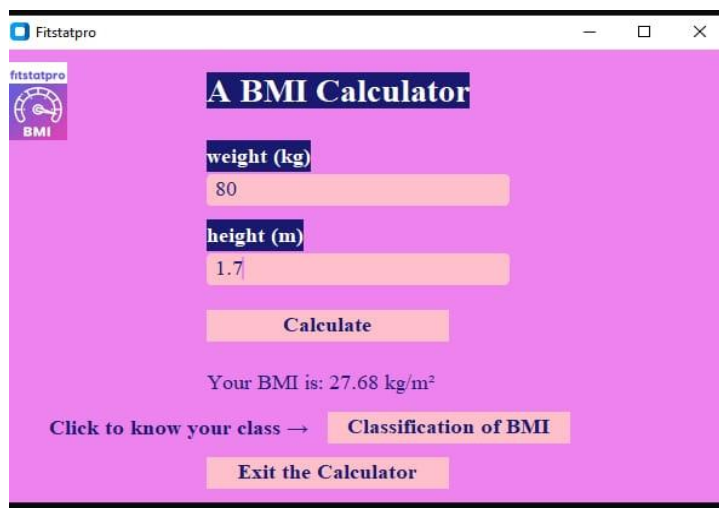 Fitstatpro
fitstatpro
BMI
A BMI Calculator
weight (kg)
80
height (m)
1.7
Calculate
Your BMI is: 27.68 kg/m²
Click to know your class → Classification of BMI
Exit the Calculator